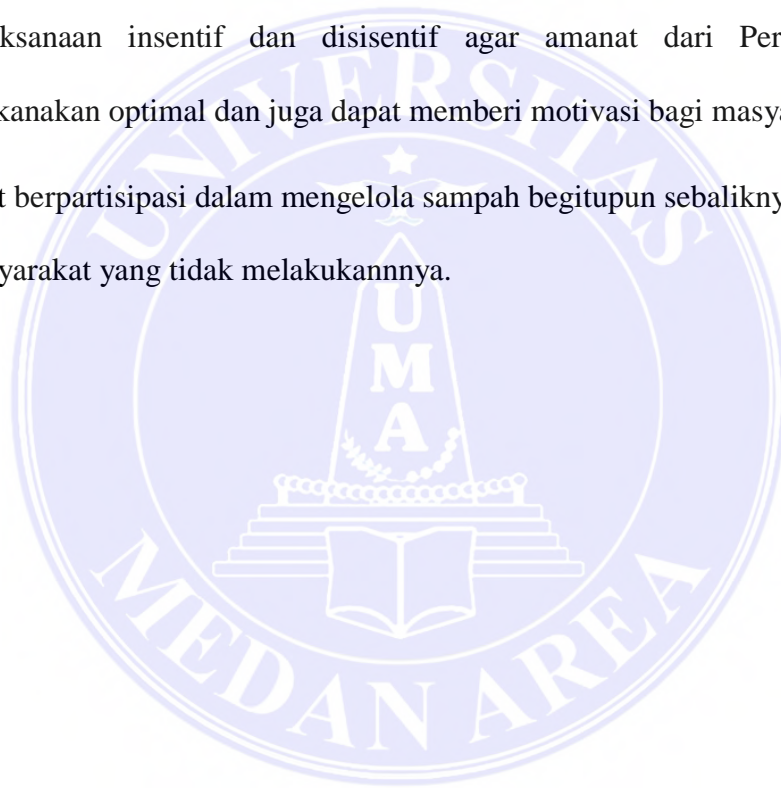 ksanaan insentif dan disisentif agar amanat dari Per
kanakan optimal dan juga dapat memberi motivasi bagi masya
t berpartisipasi dalam mengelola sampah begitupun sebalikny
yarakat yang tidak melakukannnya.
UNIVERSITAS
UMA
MEDAN AREA